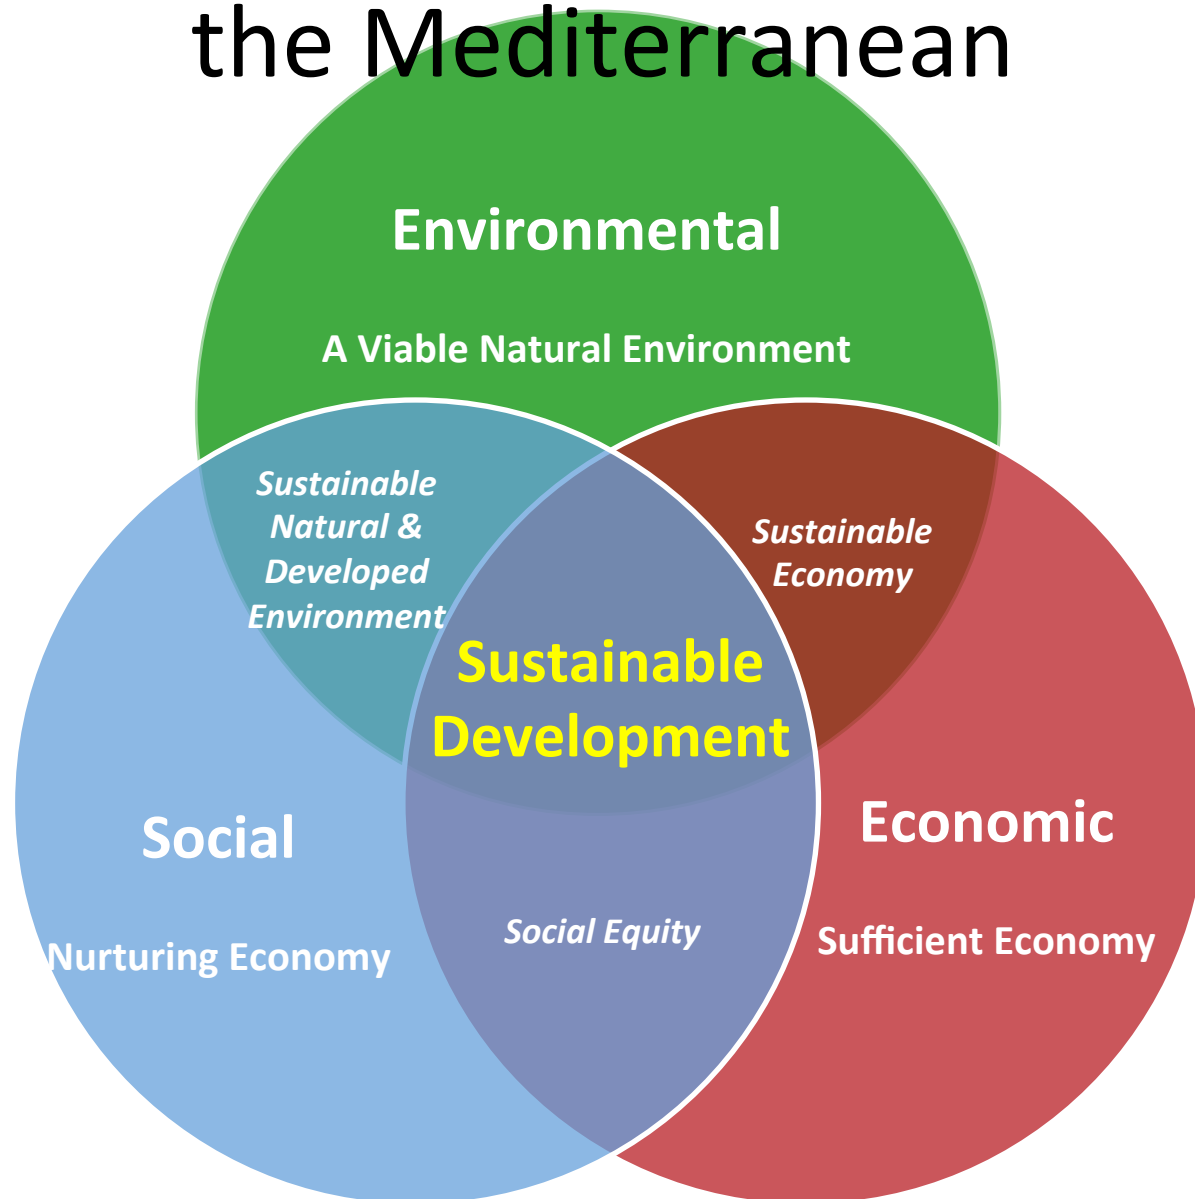 the Mediterranean
Environmental
A Viable Natural Environment
Sustainable
Natural &
Developed
Environment
Sustainable
Economy
Sustainable
Development
Social
Nurturing Economy
Social Equity
Economic
Sufficient Economy